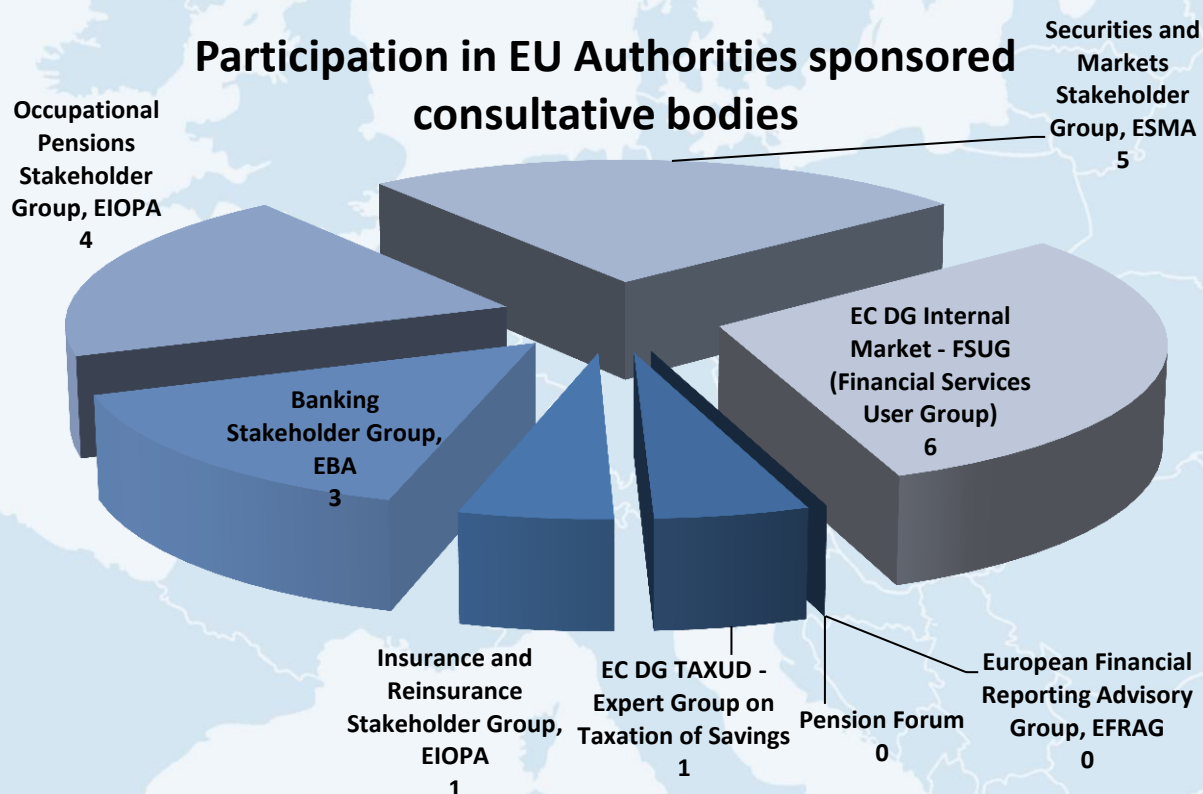 Participation in EU Authorities sponsored
consultative bodies
Securities and
Markets
Stakeholder
Group, ESMA
5
Occupational
Pensions
Stakeholder
Group, EIOPA
4
EC DG Internal
Market - FSUG
(Financial Services
User Group)
6
Banking
Stakeholder Group,
EBA
3
Insurance and
Reinsurance
Stakeholder Group,
EIOPA
1
EC DG TAXUD -
Expert Group on
Taxation of Savings
1
Pension Forum
0
European Financial
Reporting Advisory
Group, EFRAG
0